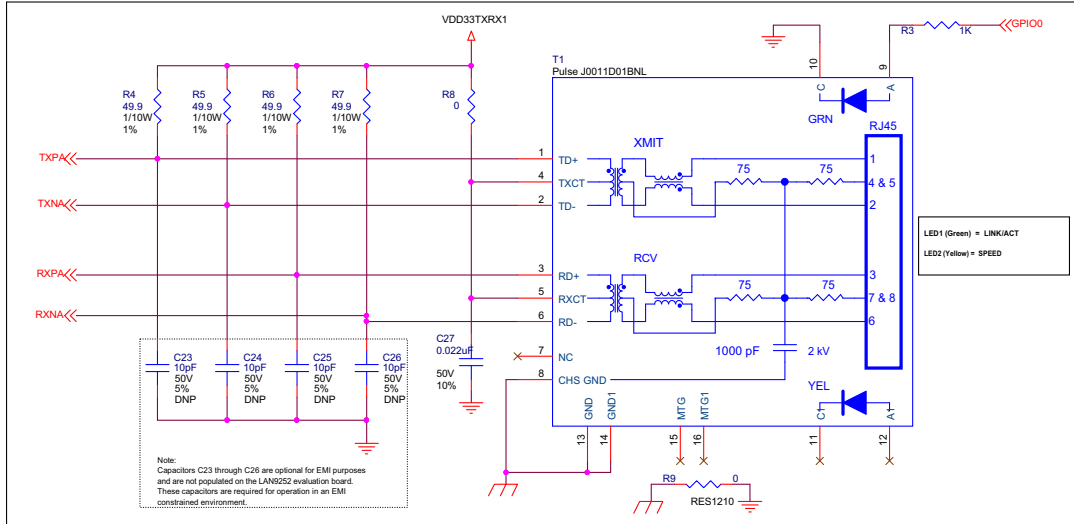 VDD33TXRX1
GPIO0
R3
1K
10
9
T1
Pulse J0011D01BNL
C
A
GRN
RJ45
R4
49.9
1/10W
1%
R5
49.9
1/10W
1%
R6
49.9
1/10W
1%
R7
49.9
1/10W
1%
R8
0
XMIT
TXPA
1
TD+
75
75
1
4
TXCT
4 & 5
TXNA
2
TD-
2
LED1 (Green) = LINK/ACT
LED2 (Yellow) = SPEED
RCV
RXPA
3
RD+
75
75
3
5
RXCT
7 & 8
RXNA
6
RD-
6
C27
0.022uF
50V
10%
7
NC
1000 pF
2 kV
8
CHS GND
C23
10pF
50V
5%
DNP
C24
10pF
50V
5%
DNP
C25
10pF
50V
5%
DNP
C26
10pF
50V
5%
DNP
YEL
GND
GND1
MTG
MTG1
C1
A1
13
14
15
16
11
12
Note:
Capacitors C23 through C26 are optional for EMI purposes
and are not populated on the LAN9252 evaluation board.
These capacitors are required for operation in an EMI
constrained environment.
R9
0
RES1210